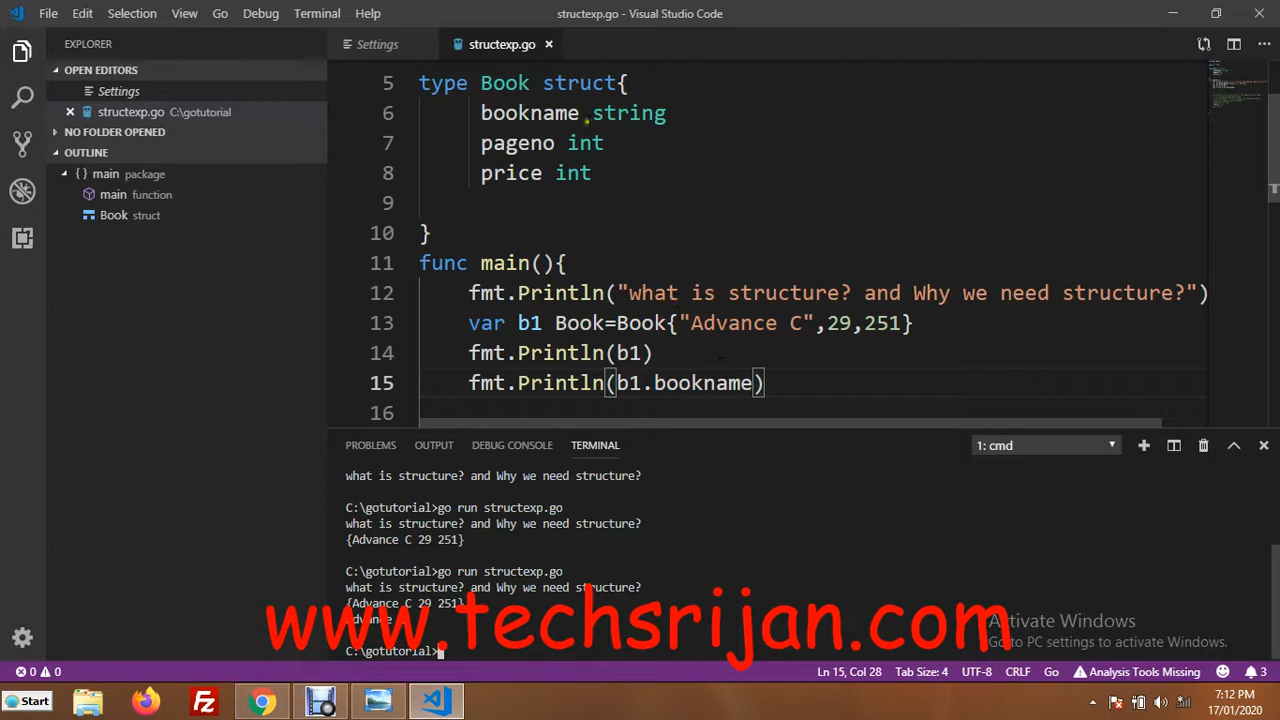 File Edit Selection View Go Debug Terminal Help structexp.go - Visual Studio Code
EXPLORER
OPEN EDITORS
Settings
structexp.go C:\gotutorial
NO FOLDER OPENED
OUTLINE
{ } main package
main function
Book struct
Settings structexp.go
5 type Book struct{
6 bookname string
7 pageno int
8 price int
9
10 }
11 func main(){
12 fmt.Println("what is structure? and Why we need structure?")
13 var b1 Book=Book{"Advance C",29,251}
14 fmt.Println(b1)
15 fmt.Println(b1.bookname)
16
PROBLEMS OUTPUT DEBUG CONSOLE TERMINAL 1: cmd
what is structure? and Why we need structure?
C:\gotutorial>go run structexp.go
what is structure? and Why we need structure?
{Advance C 29 251}
C:\gotutorial>go run structexp.go
what is structure? and Why we need structure?
{Advance C 29 251}
C:\gotutorial>
www.techsrijan.com
Activate Windows
Go to PC settings to activate Windows.
0 0 Ln 15, Col 28 Tab Size: 4 UTF-8 CRLF Go Analysis Tools Missing 3
Start
7:12 PM
17/01/2020